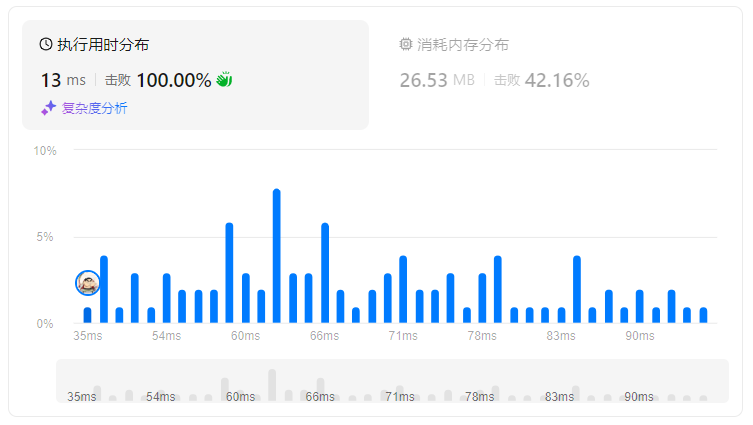 执行用时分布
13 ms 击败 100.00%
复杂度分析
消耗内存分布
26.53 MB 击败 42.16%
10%
5%
0%
35ms 54ms 60ms 66ms 71ms 78ms 83ms 90ms
35ms 54ms 60ms 66ms 71ms 78ms 83ms 90ms